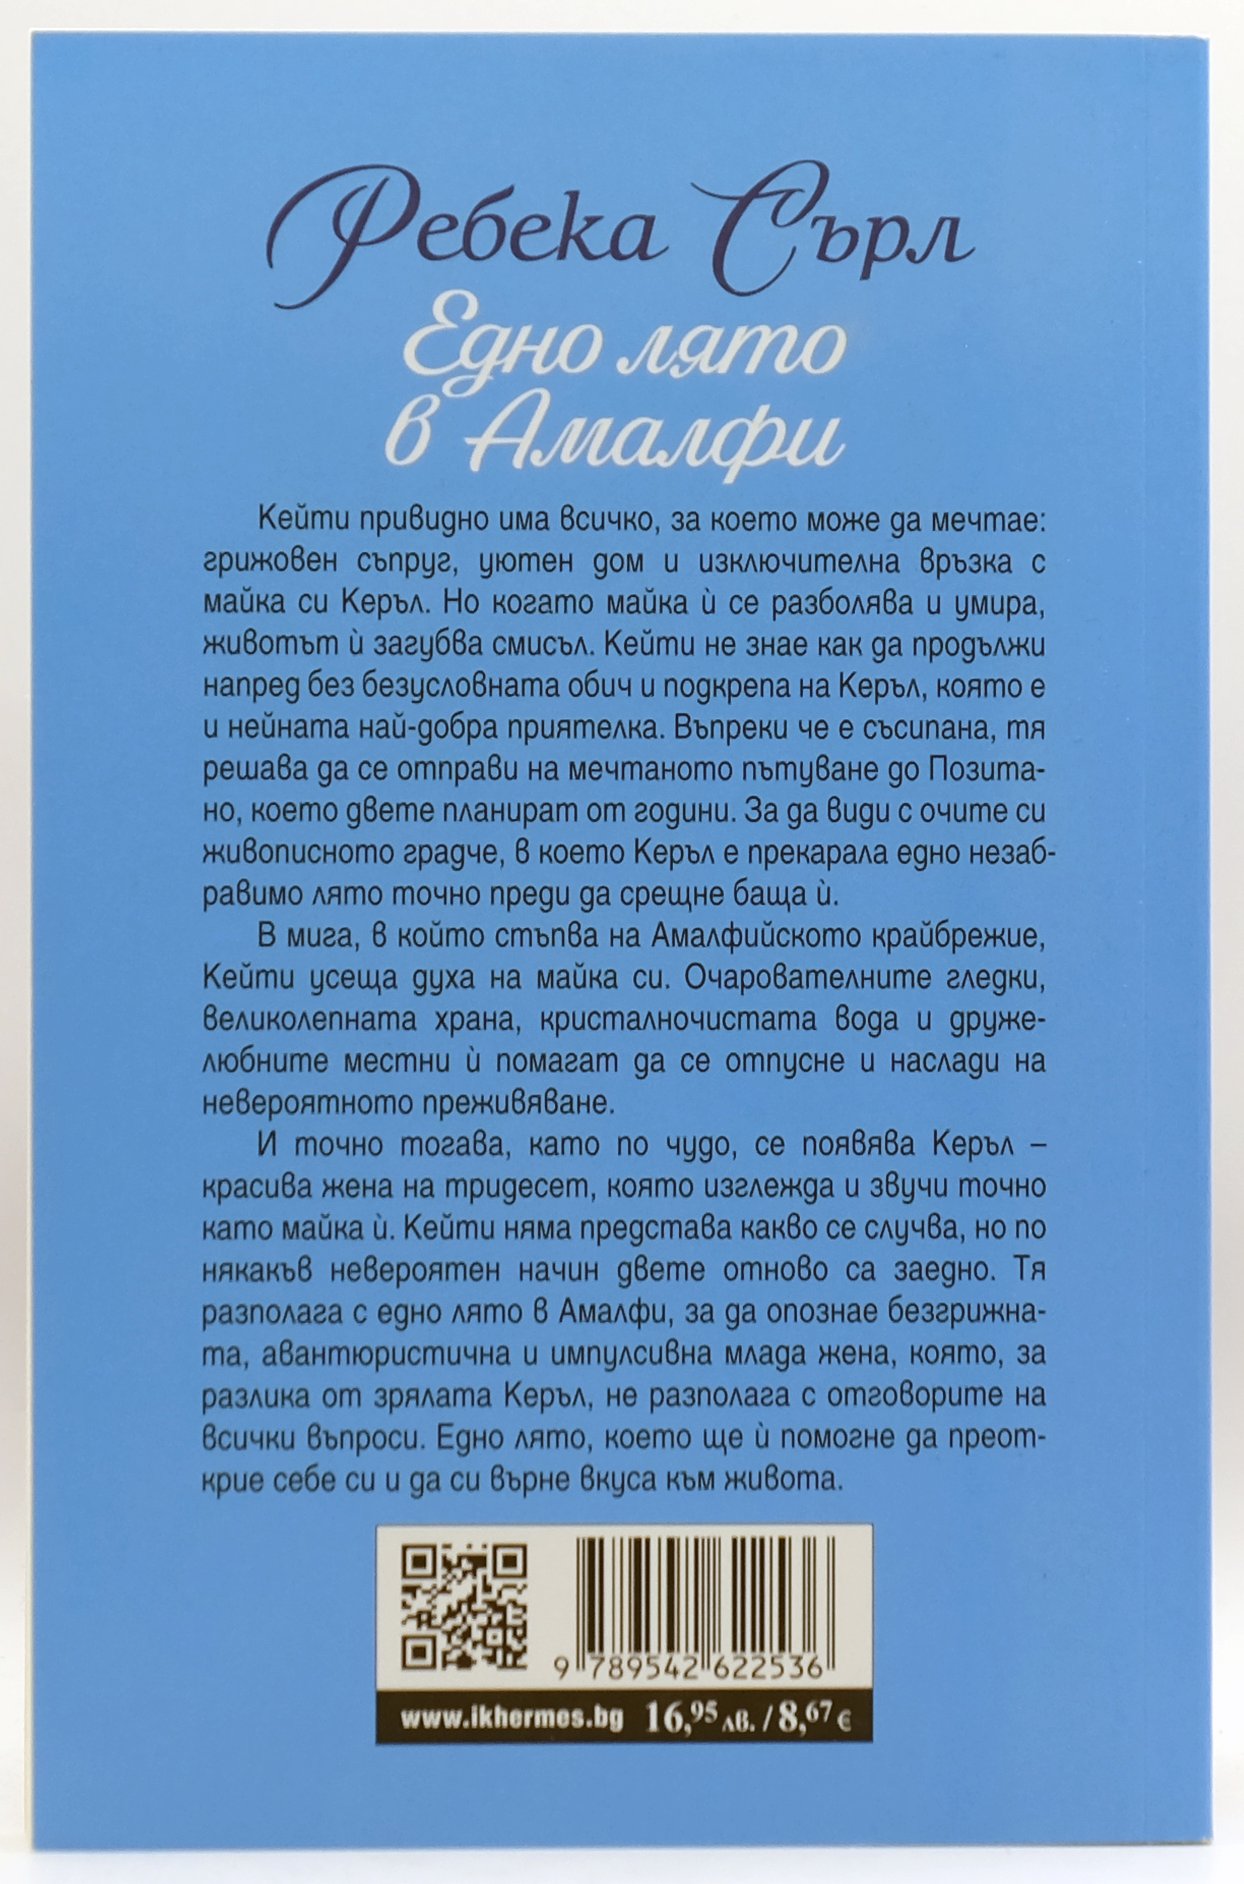 Ребека Сърл
Едно лято
в Амалфи
Кейти привидно има всичко, за което може да мечтае:
грижовен съпруг, уютен дом и изключителна връзка с
майка си Керъл. Но когато майка ѝ се разболява и умира,
животът ѝ загубва смисъл. Кейти не знае как да продължи
напред без безусловната обич и подкрепа на Керъл, която е
и нейната най-добра приятелка. Въпреки че е съсипана, тя
решава да се отправи на мечтаното пътуване до Позита-
но, което двете планират от години. За да види с очите си
живописното градче, в което Керъл е прекарала едно незаб-
равимо лято точно преди да срещне баща ѝ.
В мига, в който стъпва на Амалфийското крайбрежие,
Кейти усеща духа на майка си. Очарователните гледки,
великолепната храна, кристалночистата вода и друже-
любните местни ѝ помагат да се отпусне и наслади на
невероятното преживяване.
И точно тогава, като по чудо, се появява Керъл –
красива жена на тридесет, която изглежда и звучи точно
като майка ѝ. Кейти няма представа какво се случва, но по
някакъв невероятен начин двете отново са заедно. Тя
разполага с едно лято в Амалфи, за да опознае безгрижна-
та, авантюристична и импулсивна млада жена, която, за
разлика от зрялата Керъл, не разполага с отговорите на
всички въпроси. Едно лято, което ще ѝ помогне да преот-
крие себе си и да си върне вкуса към живота.
9 789542 622536
www.ikhermes.bg 16,95 лв. / 8,67 €